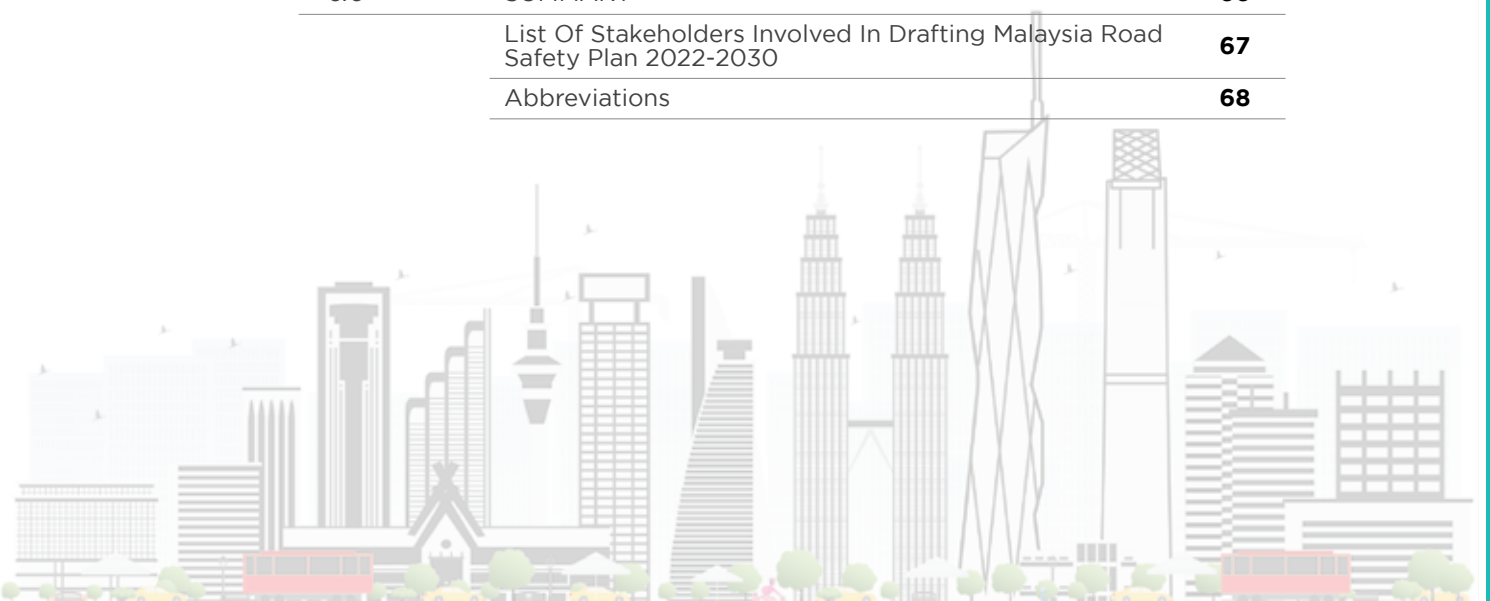 List Of Stakeholders Involved In Drafting Malaysia Road
Safety Plan 2022-2030
67
Abbreviations
68